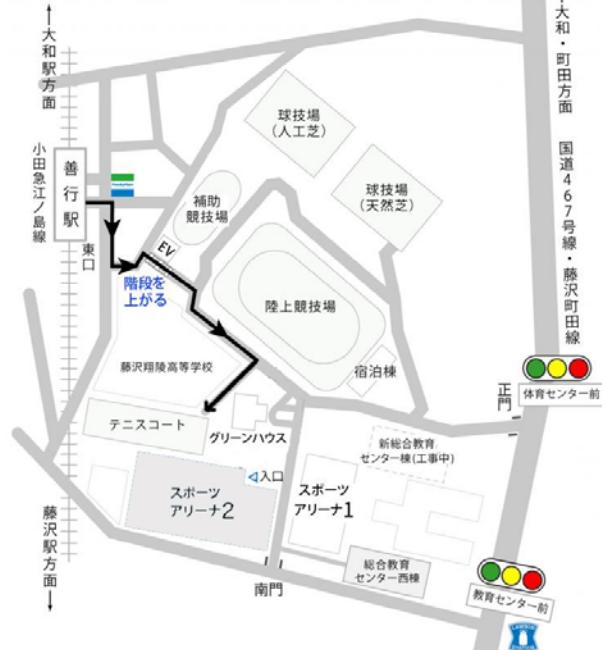 大和駅方面
大和・町田方面
国道467号線・藤沢町田線
小田急江ノ島線
善行駅
東口
FamilyMart
球技場
(人工芝)
球技場
(天然芝)
補助
競技場
EV
階段を
上がる
陸上競技場
宿泊棟
藤沢翔陵高等学校
テニスコート
グリーンハウス
正門
体育センター前
新総合教育
センター棟(工事中)
入口
スポーツ
アリーナ2
スポーツ
アリーナ1
総合教育
センター西棟
南門
教育センター前
藤沢駅方面
LAWSON